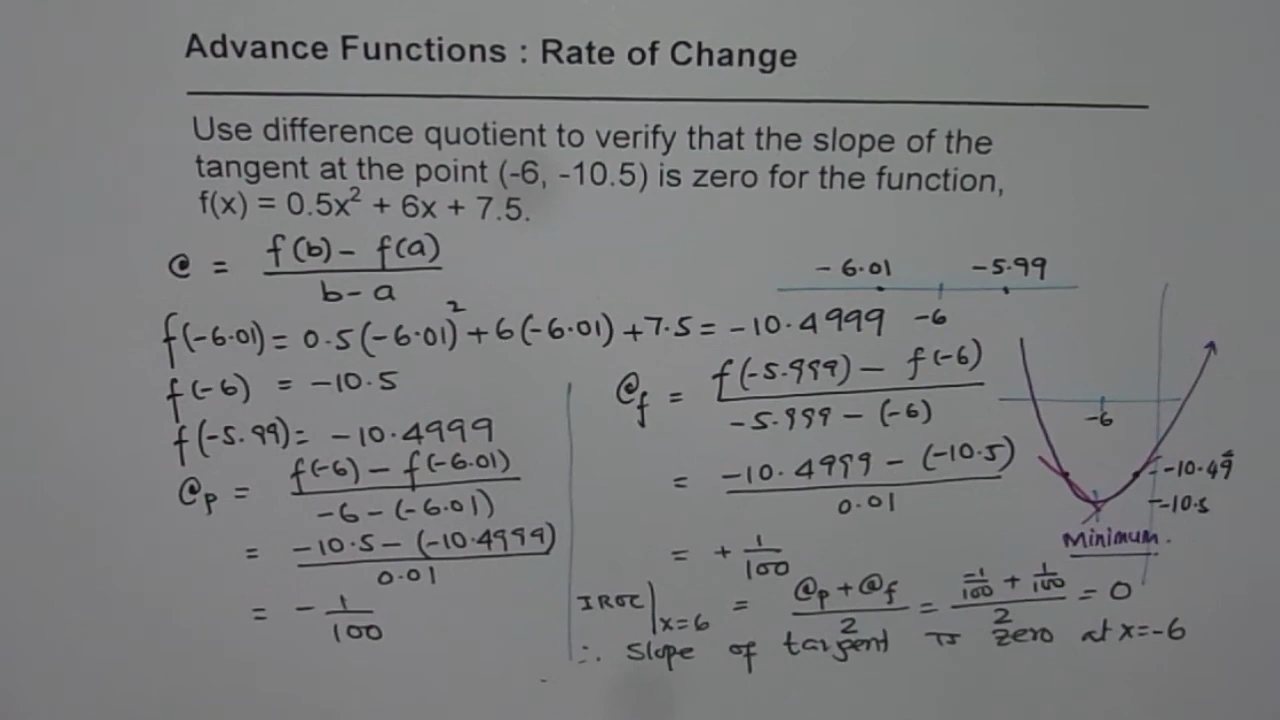 Advance Functions : Rate of Change
Use difference quotient to verify that the slope of the
tangent at the point (-6, -10.5) is zero for the function,
f(x) = 0.5x² + 6x + 7.5.
@ = f(b) - f(a) / b - a
-6.01 -5.99
-6
f(-6.01) = 0.5(-6.01)² + 6(-6.01) + 7.5 = -10.4999
f(-6) = -10.5
f(-5.99) = -10.4999
@p = f(-6) - f(-6.01) / -6 - (-6.01)
= -10.5 - (-10.4999) / 0.01
= - 1/100
@f = f(-5.999) - f(-6) / -5.999 - (-6)
= -10.4999 - (-10.5) / 0.01
= + 1/100
-6
-10.49
-10.5
Minimum.
IROC|x=6 = @p + @f / 2 = -1/100 + 1/100 / 2 = 0
∴ Slope of tangent is zero at x=-6